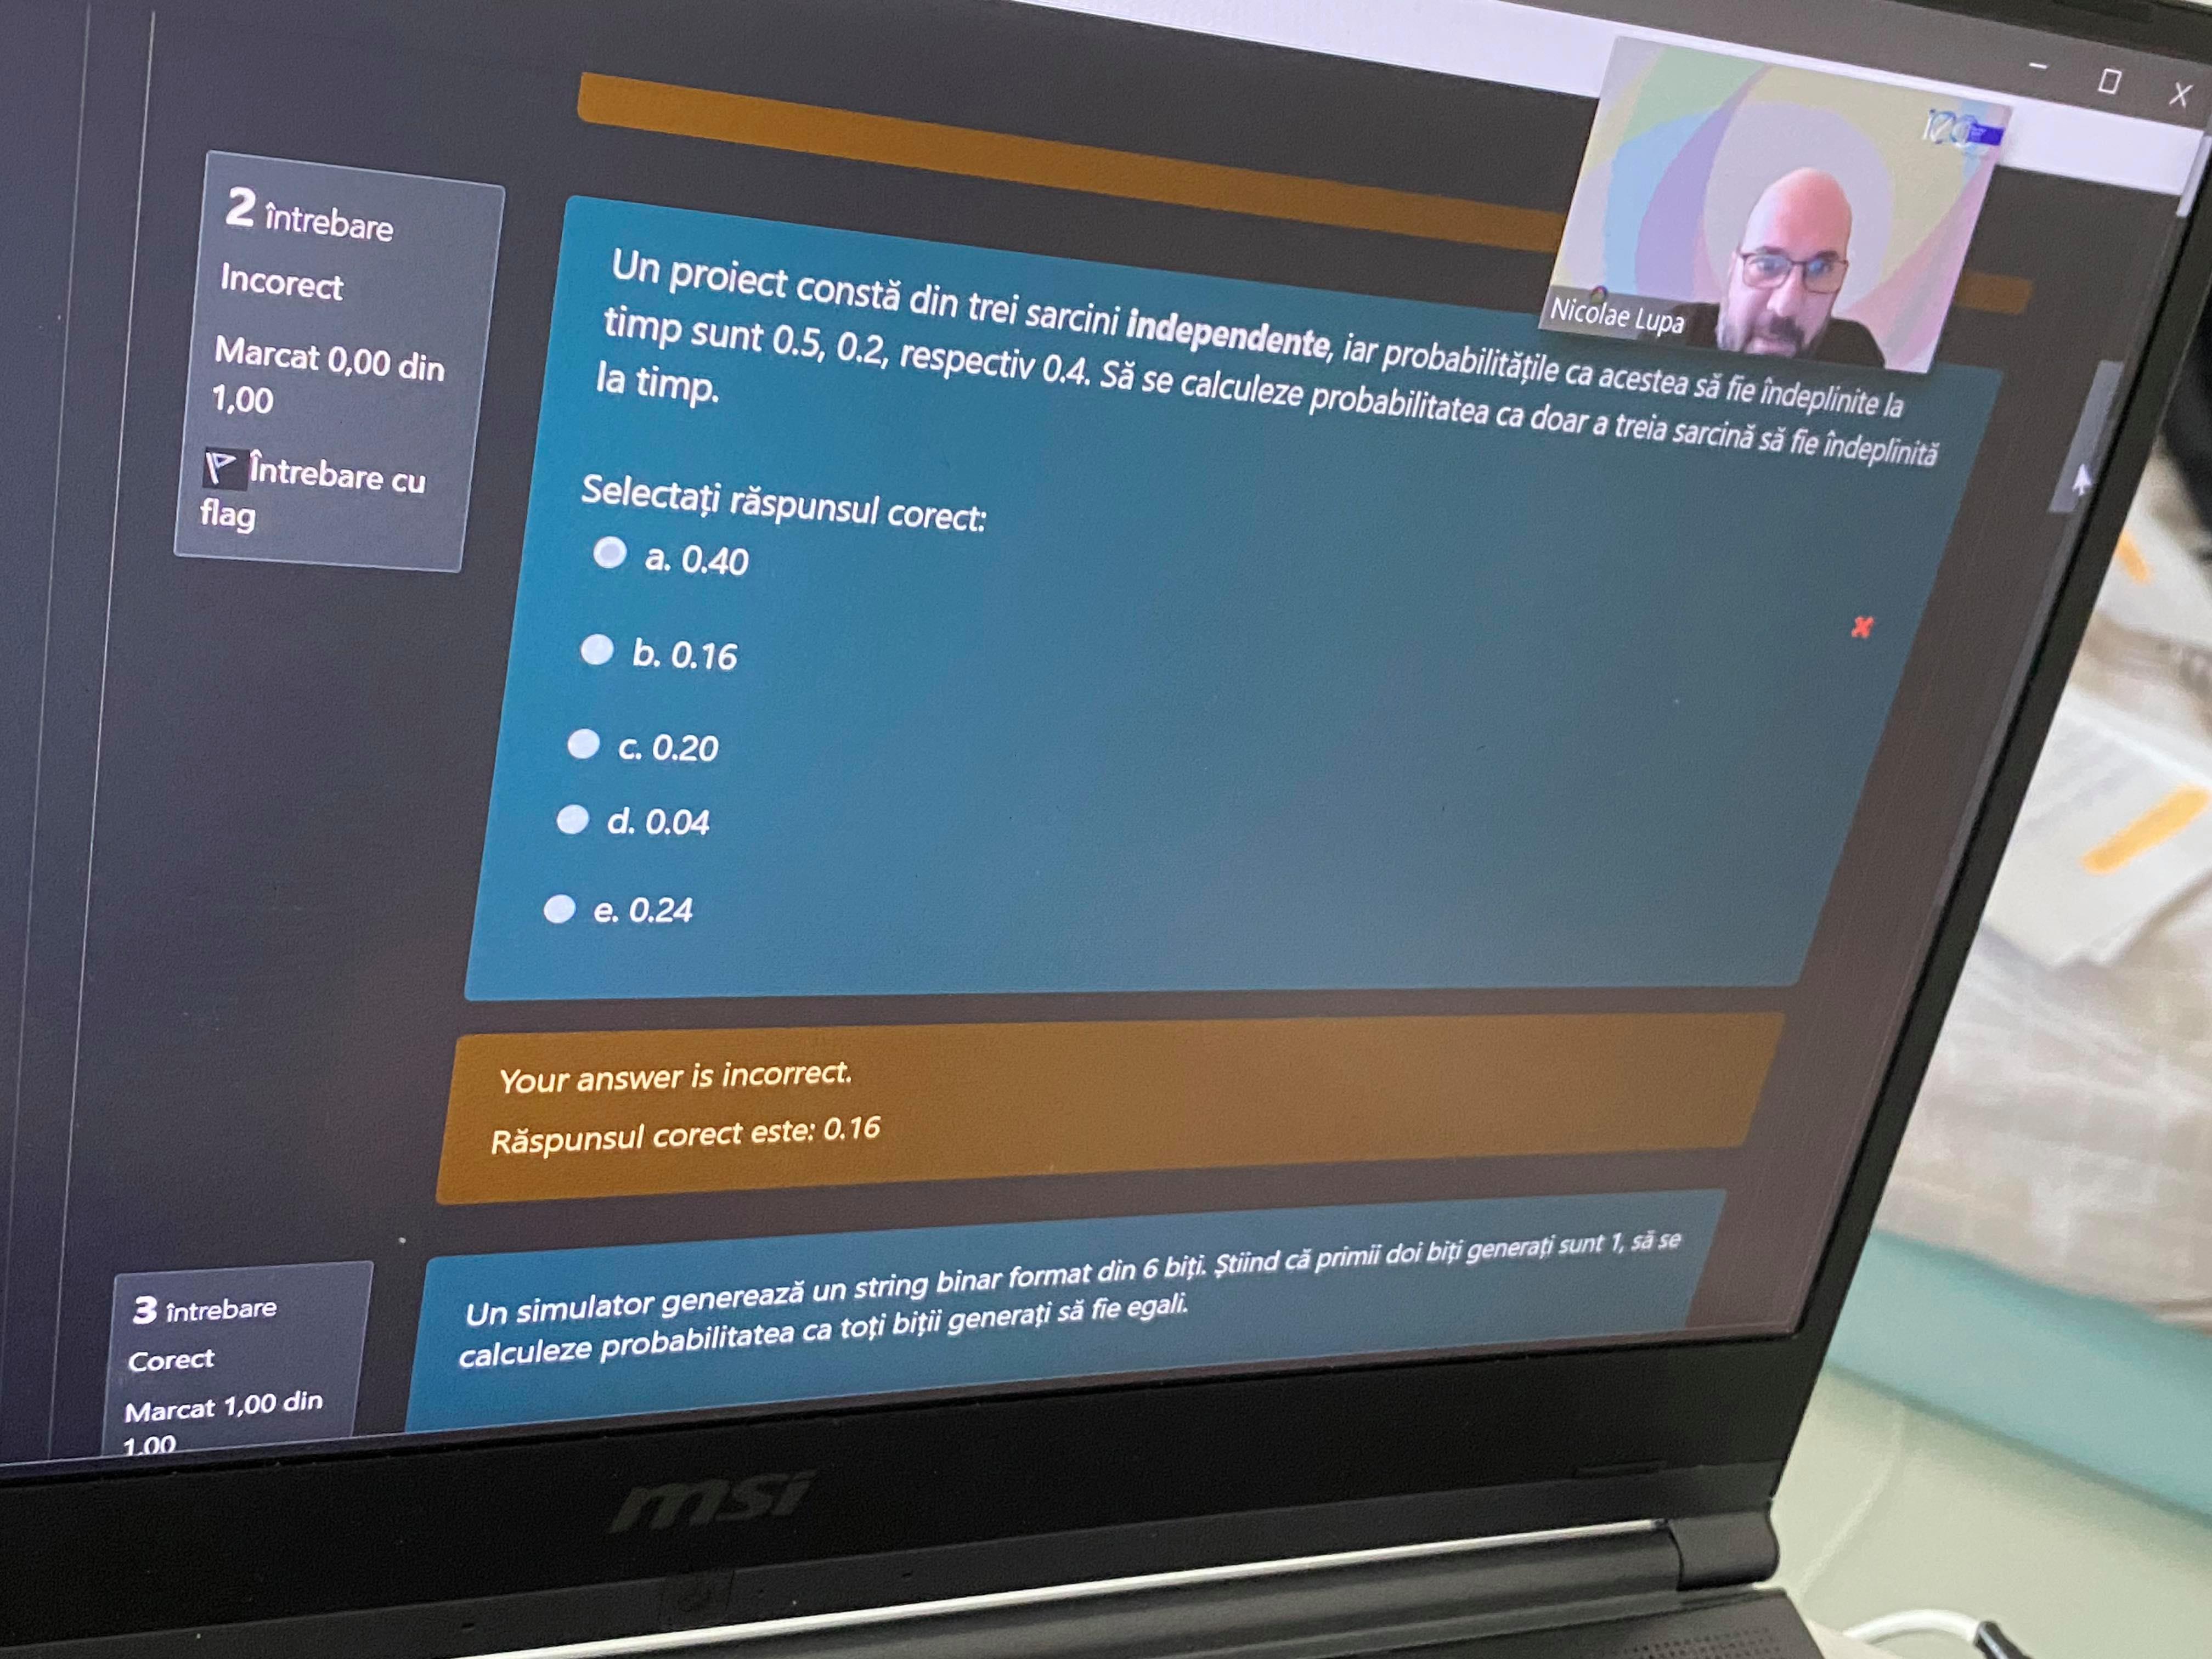 2 întrebare
Incorect
Marcat 0,00 din
1,00
Întrebare cu
flag
Un proiect constă din trei sarcini independente, iar probabilitățile ca acestea să fie îndeplinite la
timp sunt 0.5, 0.2, respectiv 0.4. Să se calculeze probabilitatea ca doar a treia sarcină să fie îndeplinită
la timp.
Nicolae Lupa
Selectați răspunsul corect:
a. 0.40
b. 0.16
c. 0.20
d. 0.04
e. 0.24
Your answer is incorrect.
Răspunsul corect este: 0.16
3 întrebare
Corect
Marcat 1,00 din
1,00
Un simulator generează un string binar format din 6 biți. Știind că primii doi biți generați sunt 1, să se
calculeze probabilitatea ca toți biții generați să fie egali.
msi